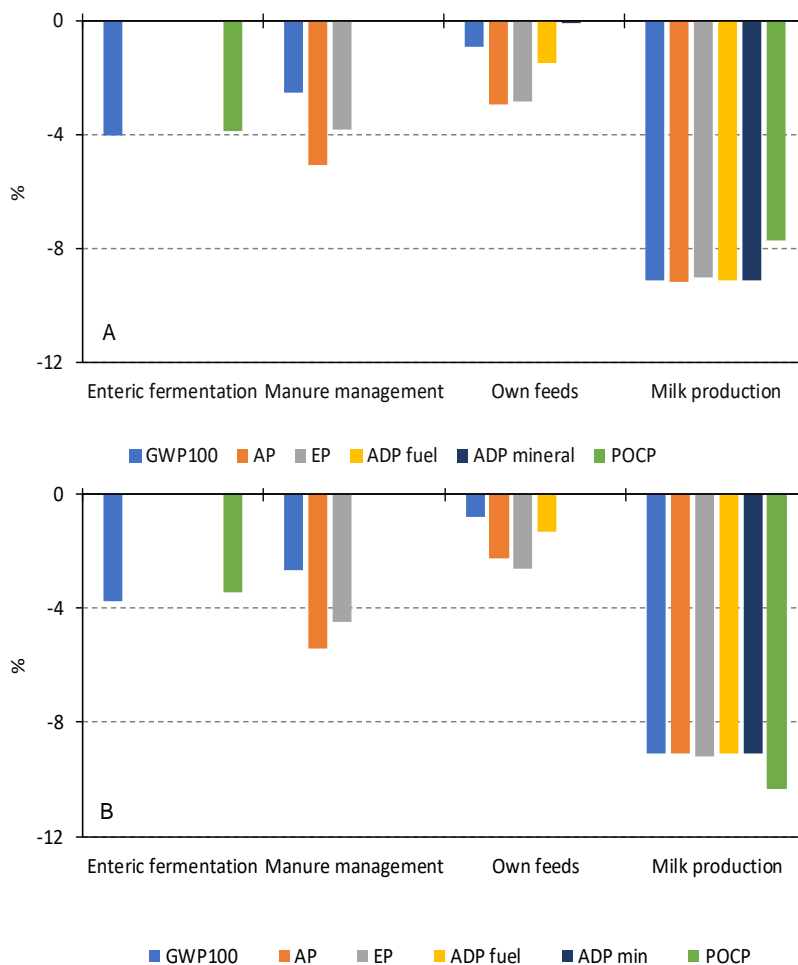 0
-4
%
-8
A
-12
Enteric fermentation Manure management Own feeds Milk production
GWP100 AP EP ADP fuel ADP mineral POCP
0
-4
%
-8
B
-12
Enteric fermentation Manure management Own feeds Milk production
GWP100 AP EP ADP fuel ADP min POCP